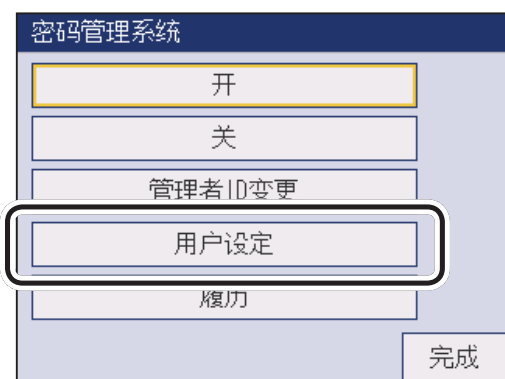 密码管理系统
开
关
管理者ID变更
用户设定
履历
完成